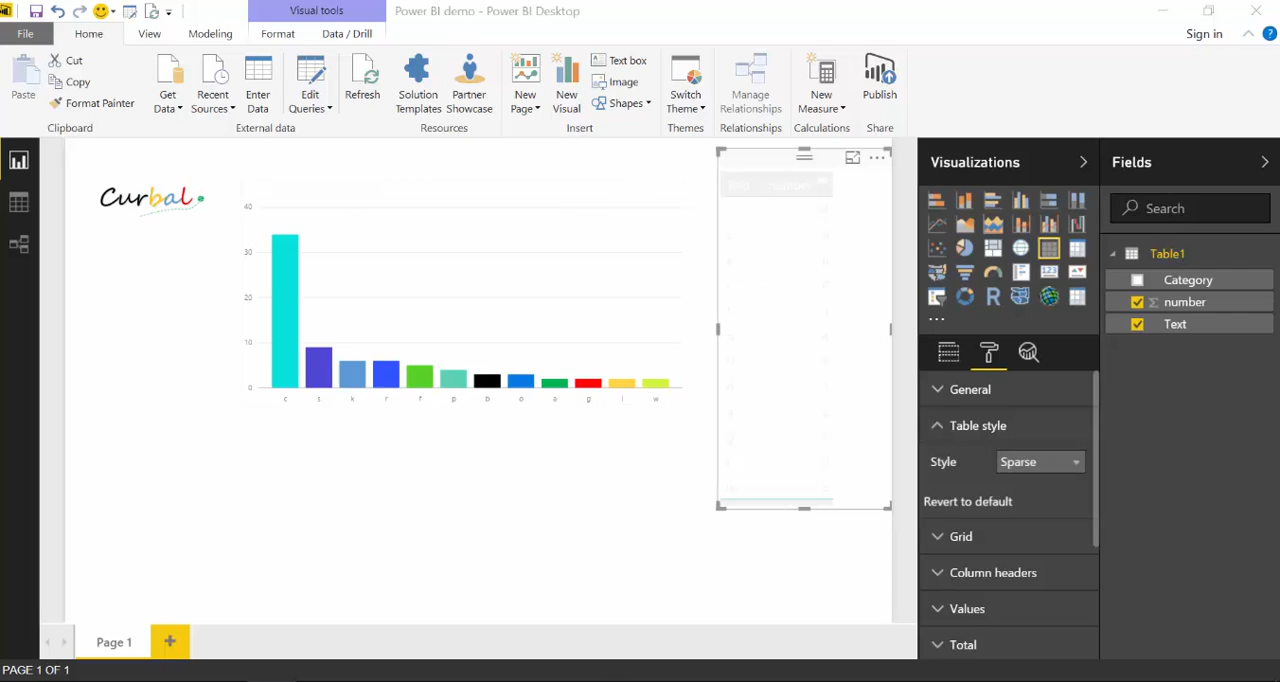 Visual tools
Power BI demo - Power BI Desktop
File Home View Modeling Format Data / Drill Sign in
Paste
Cut
Copy
Format Painter
Get Data
Recent Sources
Enter Data
Edit Queries
Refresh
Solution Templates
Partner Showcase
New Page
New Visual
Text box
Image
Shapes
Switch Theme
Manage Relationships
New Measure
Publish
Clipboard External data Resources Insert Themes Relationships Calculations Share
Curbal
40
30
20
10
0
c s k r f p b o a g l w
Visualizations
General
Table style
Style Sparse
Revert to default
Grid
Column headers
Values
Total
Fields
Search
Table1
Category
Σ number
Text
Page 1
PAGE 1 OF 1